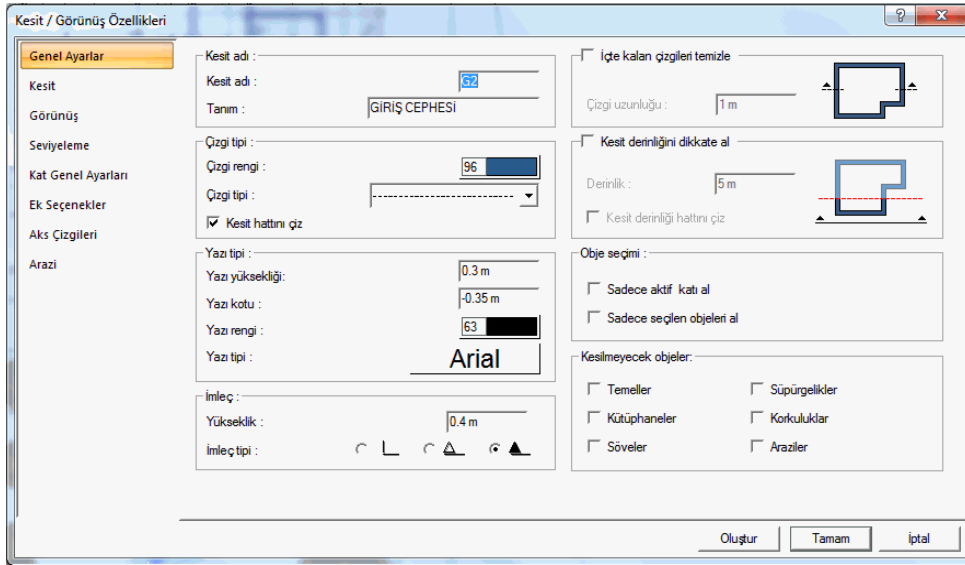 Kesit / Görünüş Özellikleri
Genel Ayarlar
Kesit
Görünüş
Seviyeleme
Kat Genel Ayarları
Ek Seçenekler
Aks Çizgileri
Arazi
Kesit adı :
Kesit adı : G2
Tanım : GİRİŞ CEPHESİ
Çizgi tipi :
Çizgi rengi : 96
Çizgi tipi :
Kesit hattını çiz
Yazı tipi :
Yazı yüksekliği: 0.3 m
Yazı kotu : -0.35 m
Yazı rengi : 63
Yazı tipi : Arial
İmleç :
Yükseklik : 0.4 m
İmleç tipi :
İçte kalan çizgileri temizle
Çizgi uzunluğu : 1 m
Kesit derinliğini dikkate al
Derinlik : 5 m
Kesit derinliği hattını çiz
Obje seçimi :
Sadece aktif katı al
Sadece seçilen objeleri al
Kesilmeyecek objeler:
Temeller Süpürgelikler
Kütüphaneler Korkuluklar
Söveler Araziler
Oluştur Tamam İptal